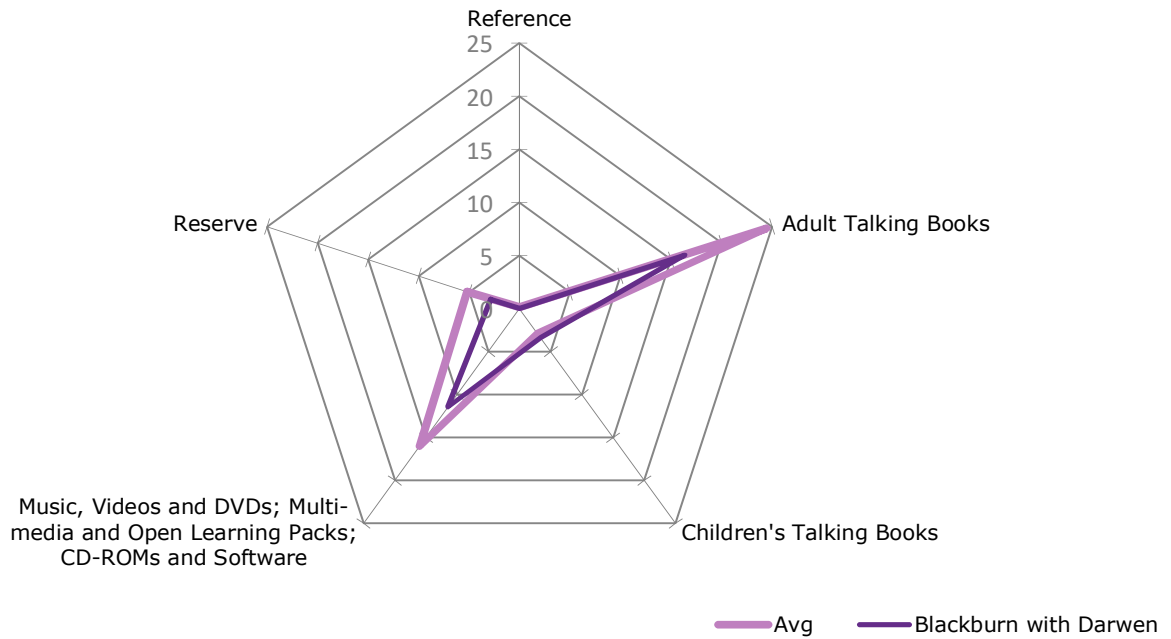 Reference
25
20
15
10
5
0
Reserve
Adult Talking Books
Music, Videos and DVDs; Multi-
media and Open Learning Packs;
CD-ROMs and Software
Children's Talking Books
Avg
Blackburn with Darwen